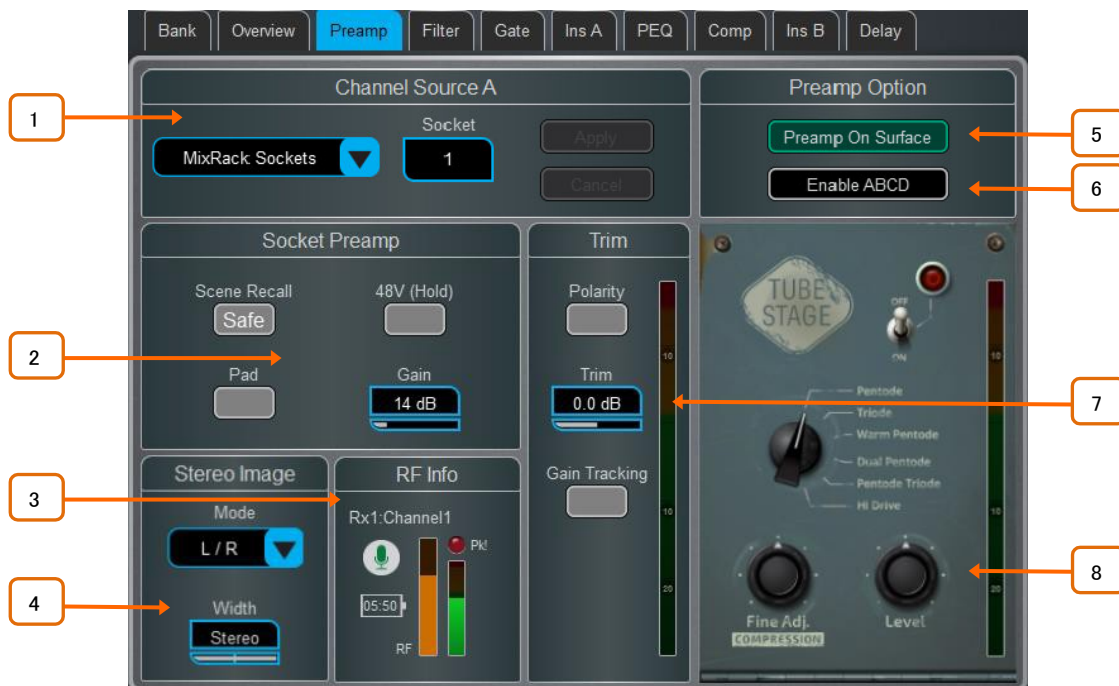 Bank Overview Preamp Filter Gate Ins A PEQ Comp Ins B Delay
Channel Source A
Socket
MixRack Sockets
1
Apply
Cancel
Preamp Option
Preamp On Surface
Enable ABCD
1
5
6
Socket Preamp
Scene Recall
Safe
48V (Hold)
Pad
Gain
14 dB
2
Trim
Polarity
10
Trim
0.0 dB
Gain Tracking
10
20
7
TUBE
STAGE
OFF
ON
10
Pentode
Triode
Warm Pentode
Dual Pentode
Pentode Triode
Hi Drive
10
20
Fine Adj.
COMPRESSION
Level
8
Stereo Image
Mode
L / R
Width
Stereo
3
4
RF Info
Rx1:Channel1
Pk!
05:50
RF